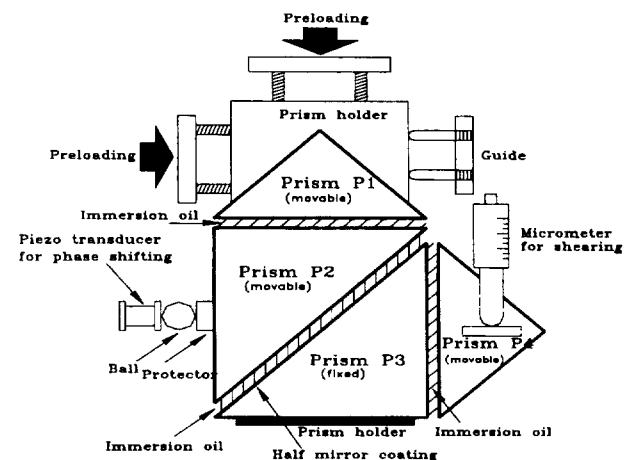 Preloading
Prism holder
Preloading
Guide
Prism P1
(movable)
Immersion oil
Piezo transducer
for phase shifting
Micrometer
for shearing
Prism P2
(movable)
Prism P3
(fixed)
Prism P
(movable)
Ball
Protector
Immersion oil
Prism holder
Immersion oil
Half mirror coating